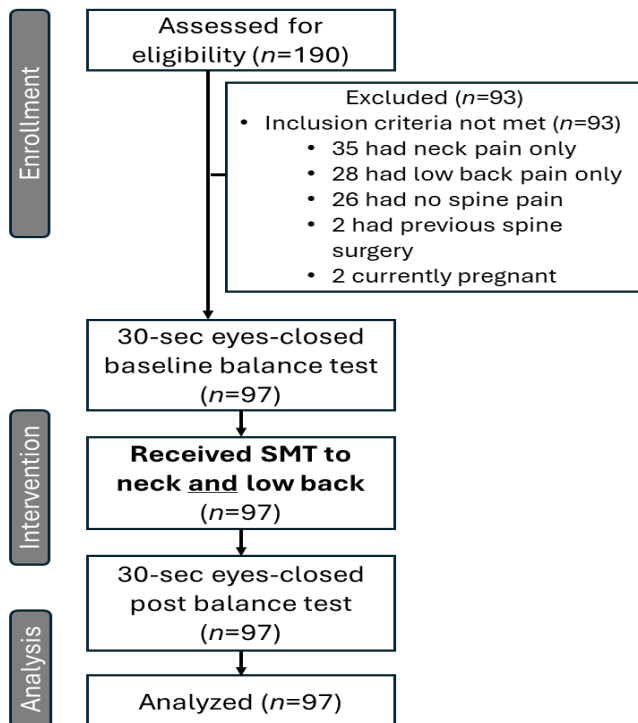 Enrollment
Assessed for
eligibility (n=190)
Excluded (n=93)
• Inclusion criteria not met (n=93)
• 35 had neck pain only
• 28 had low back pain only
• 26 had no spine pain
• 2 had previous spine
surgery
• 2 currently pregnant
30-sec eyes-closed
baseline balance test
(n=97)
Intervention
Received SMT to
neck and low back
(n=97)
30-sec eyes-closed
post balance test
(n=97)
Analysis
Analyzed (n=97)